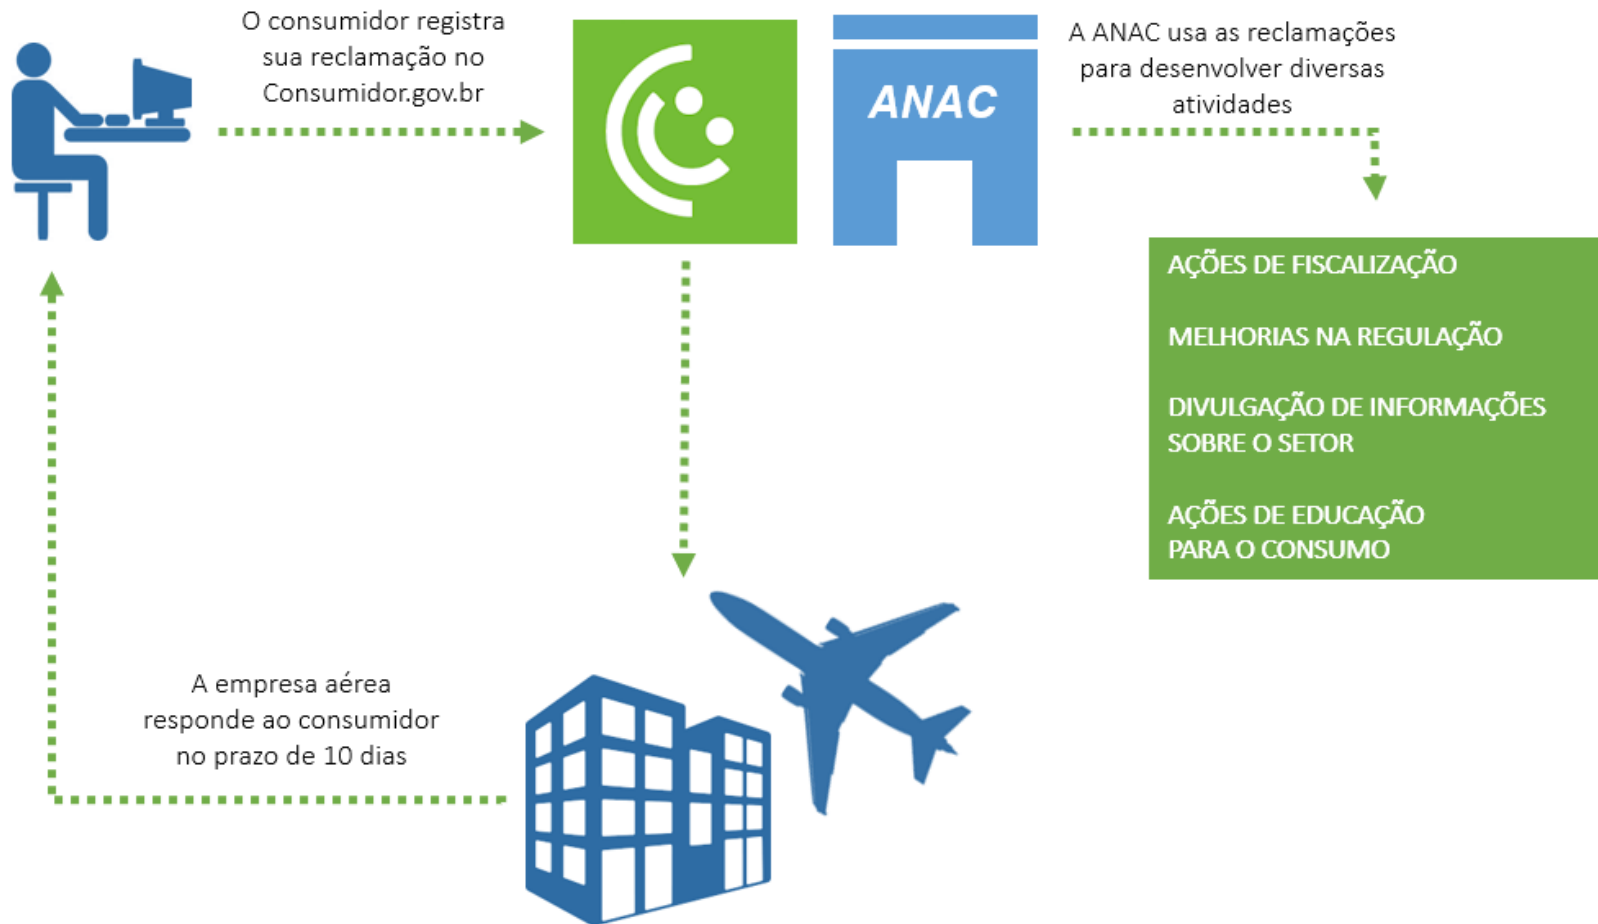 O consumidor registra
sua reclamação no
Consumidor.gov.br
ANAC
A ANAC usa as reclamações
para desenvolver diversas
atividades
AÇÕES DE FISCALIZAÇÃO
MELHORIAS NA REGULAÇÃO
DIVULGAÇÃO DE INFORMAÇÕES
SOBRE O SETOR
AÇÕES DE EDUCAÇÃO
PARA O CONSUMO
A empresa aérea
responde ao consumidor
no prazo de 10 dias